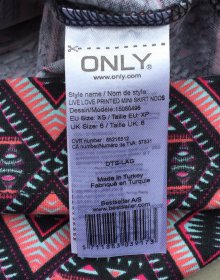 ONLY
www.only.com
Style name / Nom de style:
LIVE LOVE PRINTED MINI SKIRT NOOS
Dessin/Modèle: 15080496
EU Size: XS / Taille EU: XP
UK Size: 6 / Taille UK: 6
DTG-LAG
Made in Turkey
Fabriqué en Turquie
Bestseller A/S
www.bestseller.com